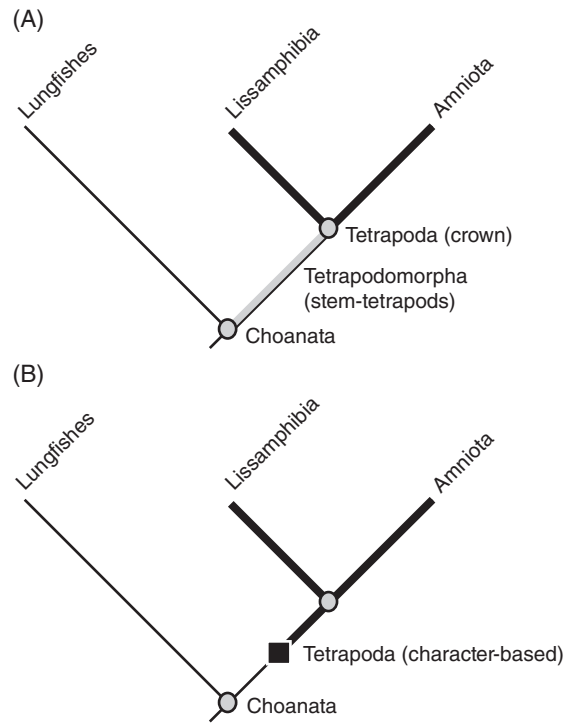 (A)
Lungfishes
Lissamphibia
Amniota
Tetrapoda (crown)
Tetrapodomorpha
(stem-tetrapods)
Choanata
(B)
Lungfishes
Lissamphibia
Amniota
Tetrapoda (character-based)
Choanata